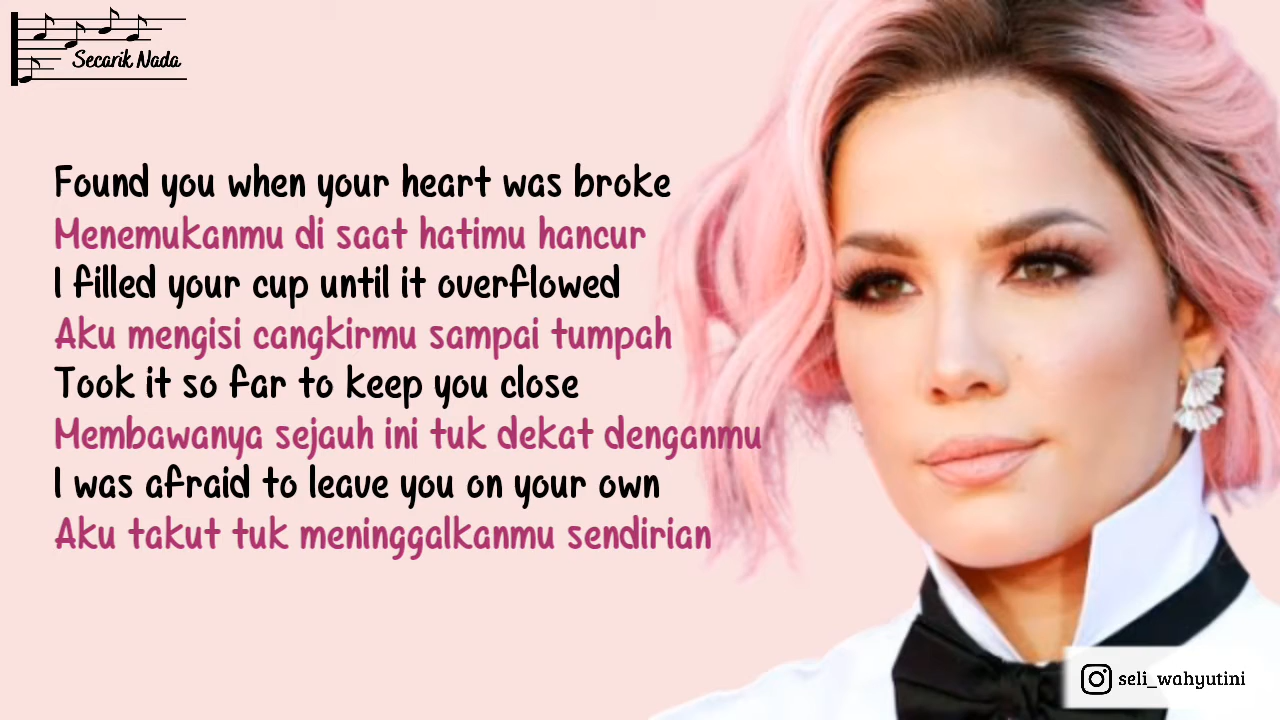 Secarik Nada
Found you when your heart was broke
Menemukanmu di saat hatimu hancur
I filled your cup until it overflowed
Aku mengisi cangkirmu sampai tumpah
Took it so far to keep you close
Membawanya sejauh ini tuk dekat denganmu
I was afraid to leave you on your own
Aku takut tuk meninggalkanmu sendirian
seli_wahyutini